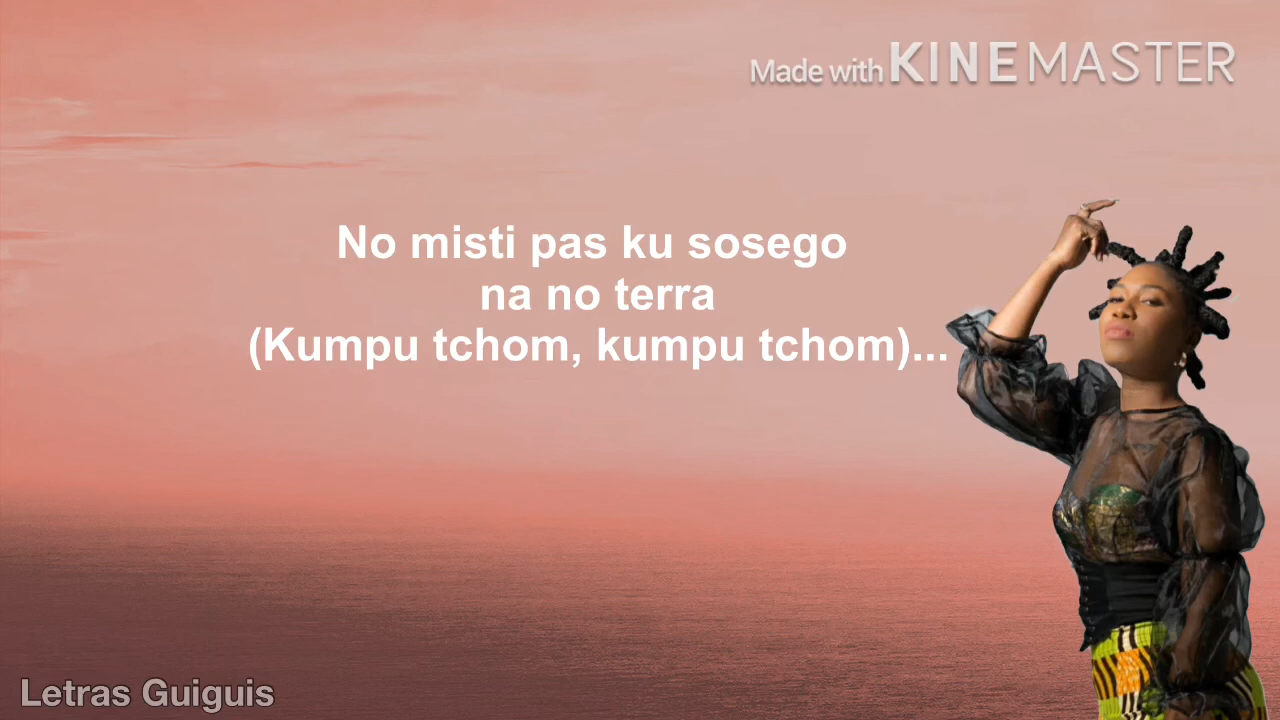 Made with KINEMASTER
No misti pas ku sosego
na no terra
(Kumpu tchom, kumpu tchom)...
Letras Guiguis